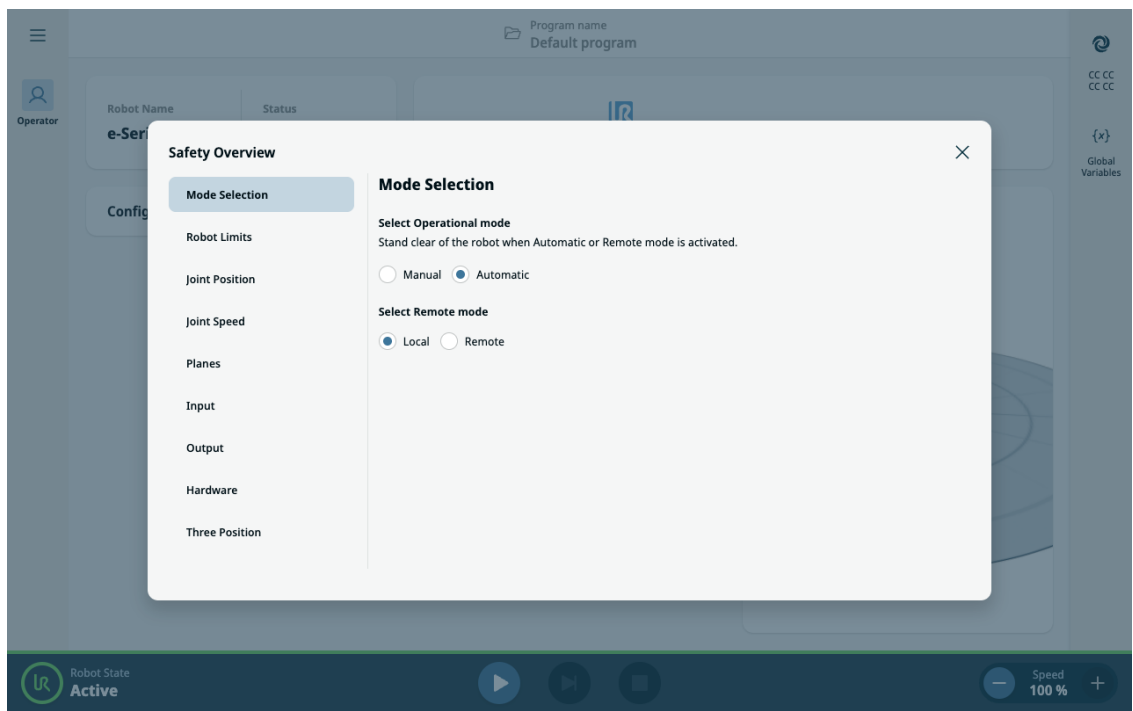 Program name
Default program
Operator
Robot Name
Status
e-Seri
Config
CC CC
CC CC
{x}
Global
Variables
Safety Overview
Mode Selection
Robot Limits
Joint Position
Joint Speed
Planes
Input
Output
Hardware
Three Position
Mode Selection
Select Operational mode
Stand clear of the robot when Automatic or Remote mode is activated.
Manual Automatic
Select Remote mode
Local Remote
Robot State
Active
Speed
100 %